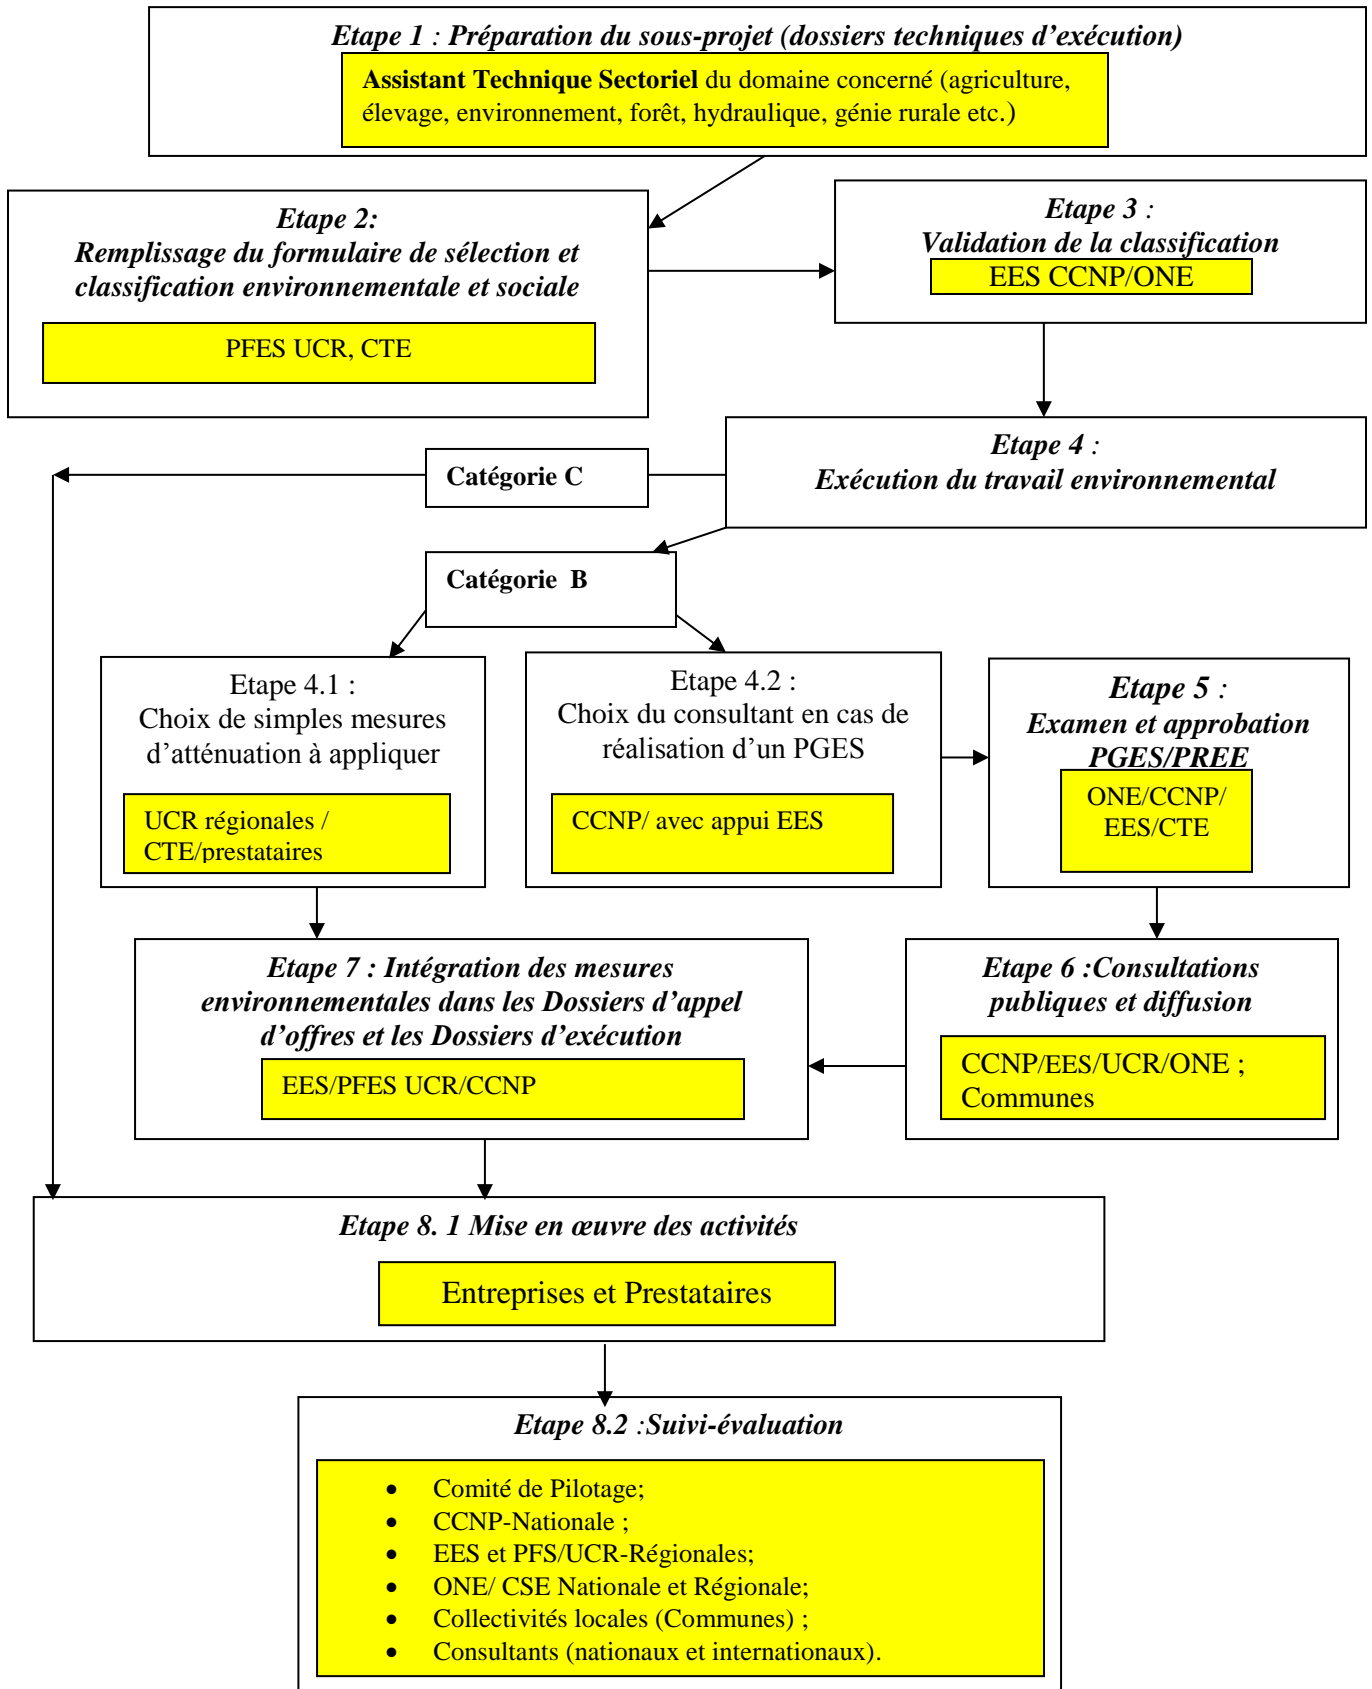 Etape 1 : Préparation du sous-projet (dossiers techniques d’exécution)
Assistant Technique Sectoriel du domaine concerné (agriculture,
élevage, environnement, forêt, hydraulique, génie rurale etc.)
Etape 2:
Remplissage du formulaire de sélection et
classification environnementale et sociale
PFES UCR, CTE
Etape 3 :
Validation de la classification
EES CCNP/ONE
Etape 4 :
Exécution du travail environnemental
Catégorie C
Catégorie B
Etape 4.1 :
Choix de simples mesures
d’atténuation à appliquer
UCR régionales /
CTE/prestataires
Etape 4.2 :
Choix du consultant en cas de
réalisation d’un PGES
CCNP/ avec appui EES
Etape 5 :
Examen et approbation
PGES/PREE
ONE/CCNP/
EES/CTE
Etape 6 :Consultations
publiques et diffusion
CCNP/EES/UCR/ONE ;
Communes
Etape 7 : Intégration des mesures
environnementales dans les Dossiers d’appel
d’offres et les Dossiers d’exécution
EES/PFES UCR/CCNP
Etape 8. 1 Mise en œuvre des activités
Entreprises et Prestataires
Etape 8.2 :Suivi-évaluation
• Comité de Pilotage;
• CCNP-Nationale ;
• EES et PFS/UCR-Régionales;
• ONE/ CSE Nationale et Régionale;
• Collectivités locales (Communes) ;
• Consultants (nationaux et internationaux).